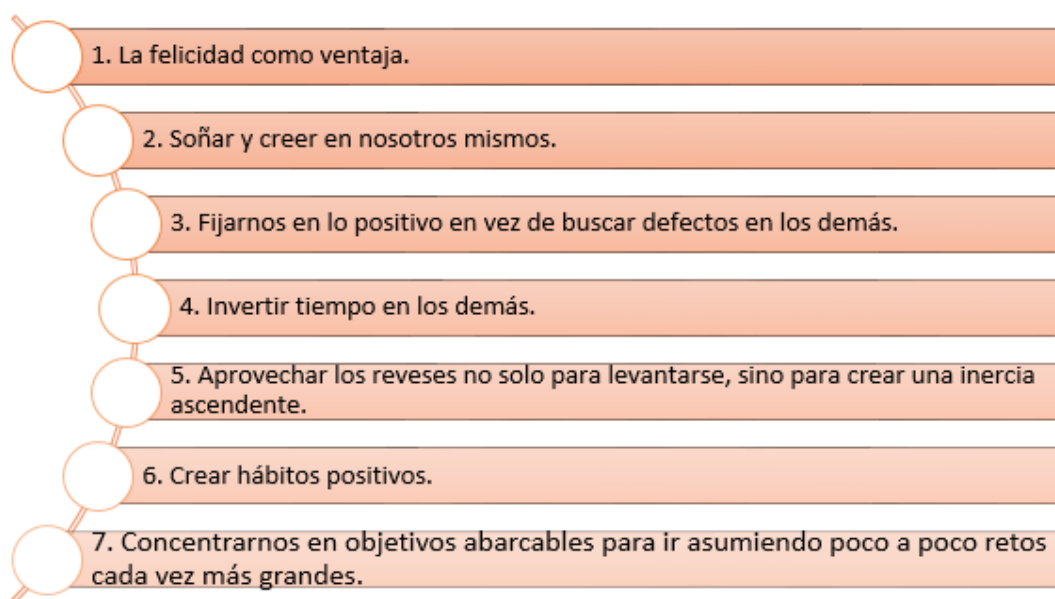 1. La felicidad como ventaja.
2. Soñar y creer en nosotros mismos.
3. Fijarnos en lo positivo en vez de buscar defectos en los demás.
4. Invertir tiempo en los demás.
5. Aprovechar los reveses no solo para levantarse, sino para crear una inercia
ascendente.
6. Crear hábitos positivos.
7. Concentrarnos en objetivos abarcables para ir asumiendo poco a poco retos
cada vez más grandes.